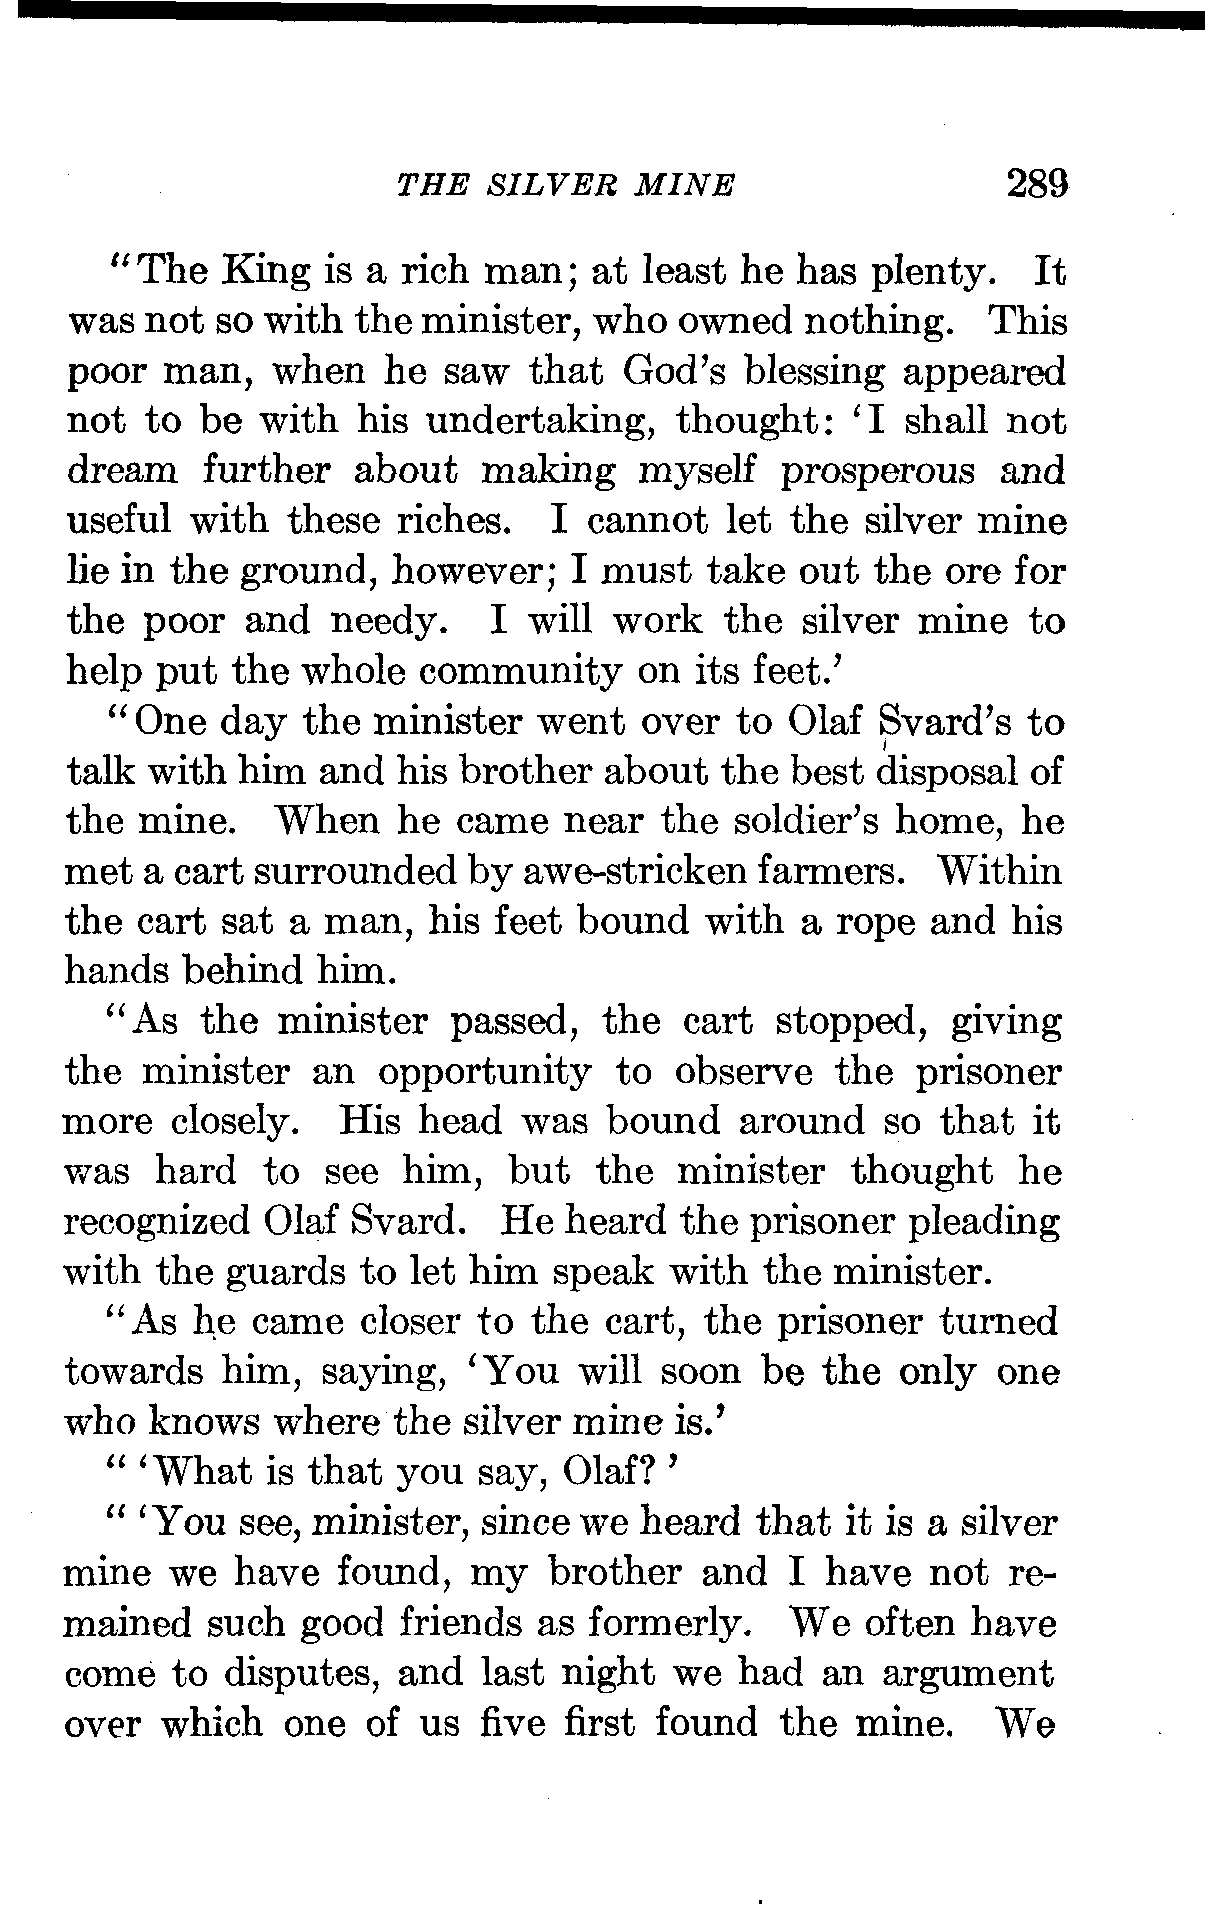 THE SILVER MINE 289
"The King is a rich man; at least he has plenty. It
was not so with the minister, who owned nothing. This
poor man, when he saw that God's blessing appeared
not to be with his undertaking, thought: 'I shall not
dream further about making myself prosperous and
useful with these riches. I cannot let the silver mine
lie in the ground, however; I must take out the ore for
the poor and needy. I will work the silver mine to
help put the whole community on its feet.'
"One day the minister went over to Olaf Svard's to
talk with him and his brother about the best disposal of
the mine. When he came near the soldier's home, he
met a cart surrounded by awe-stricken farmers. Within
the cart sat a man, his feet bound with a rope and his
hands behind him.
"As the minister passed, the cart stopped, giving
the minister an opportunity to observe the prisoner
more closely. His head was bound around so that it
was hard to see him, but the minister thought he
recognized Olaf Svard. He heard the prisoner pleading
with the guards to let him speak with the minister.
"As he came closer to the cart, the prisoner turned
towards him, saying, 'You will soon be the only one
who knows where the silver mine is.'
" 'What is that you say, Olaf? '
" 'You see, minister, since we heard that it is a silver
mine we have found, my brother and I have not re-
mained such good friends as formerly. We often have
come to disputes, and last night we had an argument
over which one of us five first found the mine. We